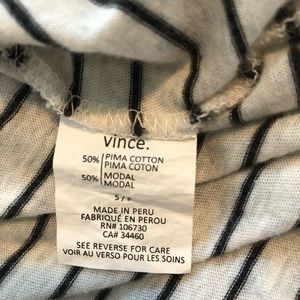 vince.
50% PIMA COTTON
PIMA COTON
50% MODAL
MODAL
S / P
MADE IN PERU
FABRIQUÉ EN PEROU
RN# 106730
CA# 34460
SEE REVERSE FOR CARE
VOIR AU VERSO POUR LES SOINS